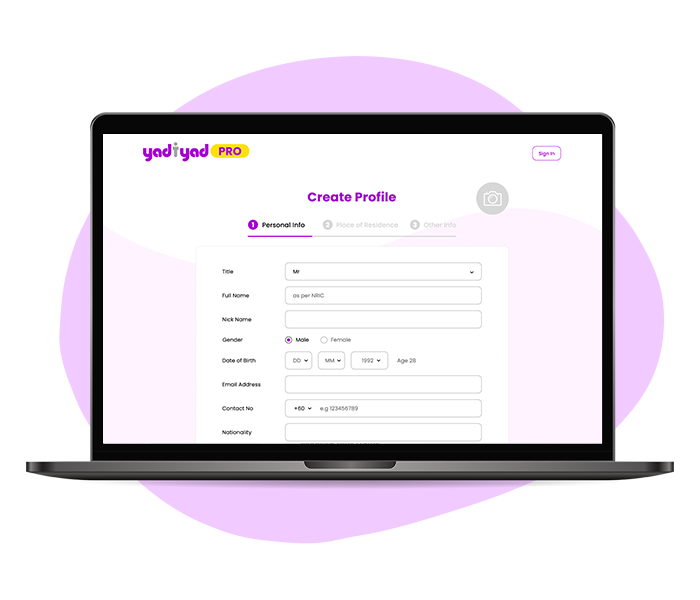 yadiyad PRO
Sign In
Create Profile
1 Personal Info 2 Place of Residence 3 Other Info
Title Mr
Full Name as per NRIC
Nick Name
Gender Male Female
Date of Birth DD MM 1992 Age 28
Email Address
Contact No +60 e.g 123456789
Nationality